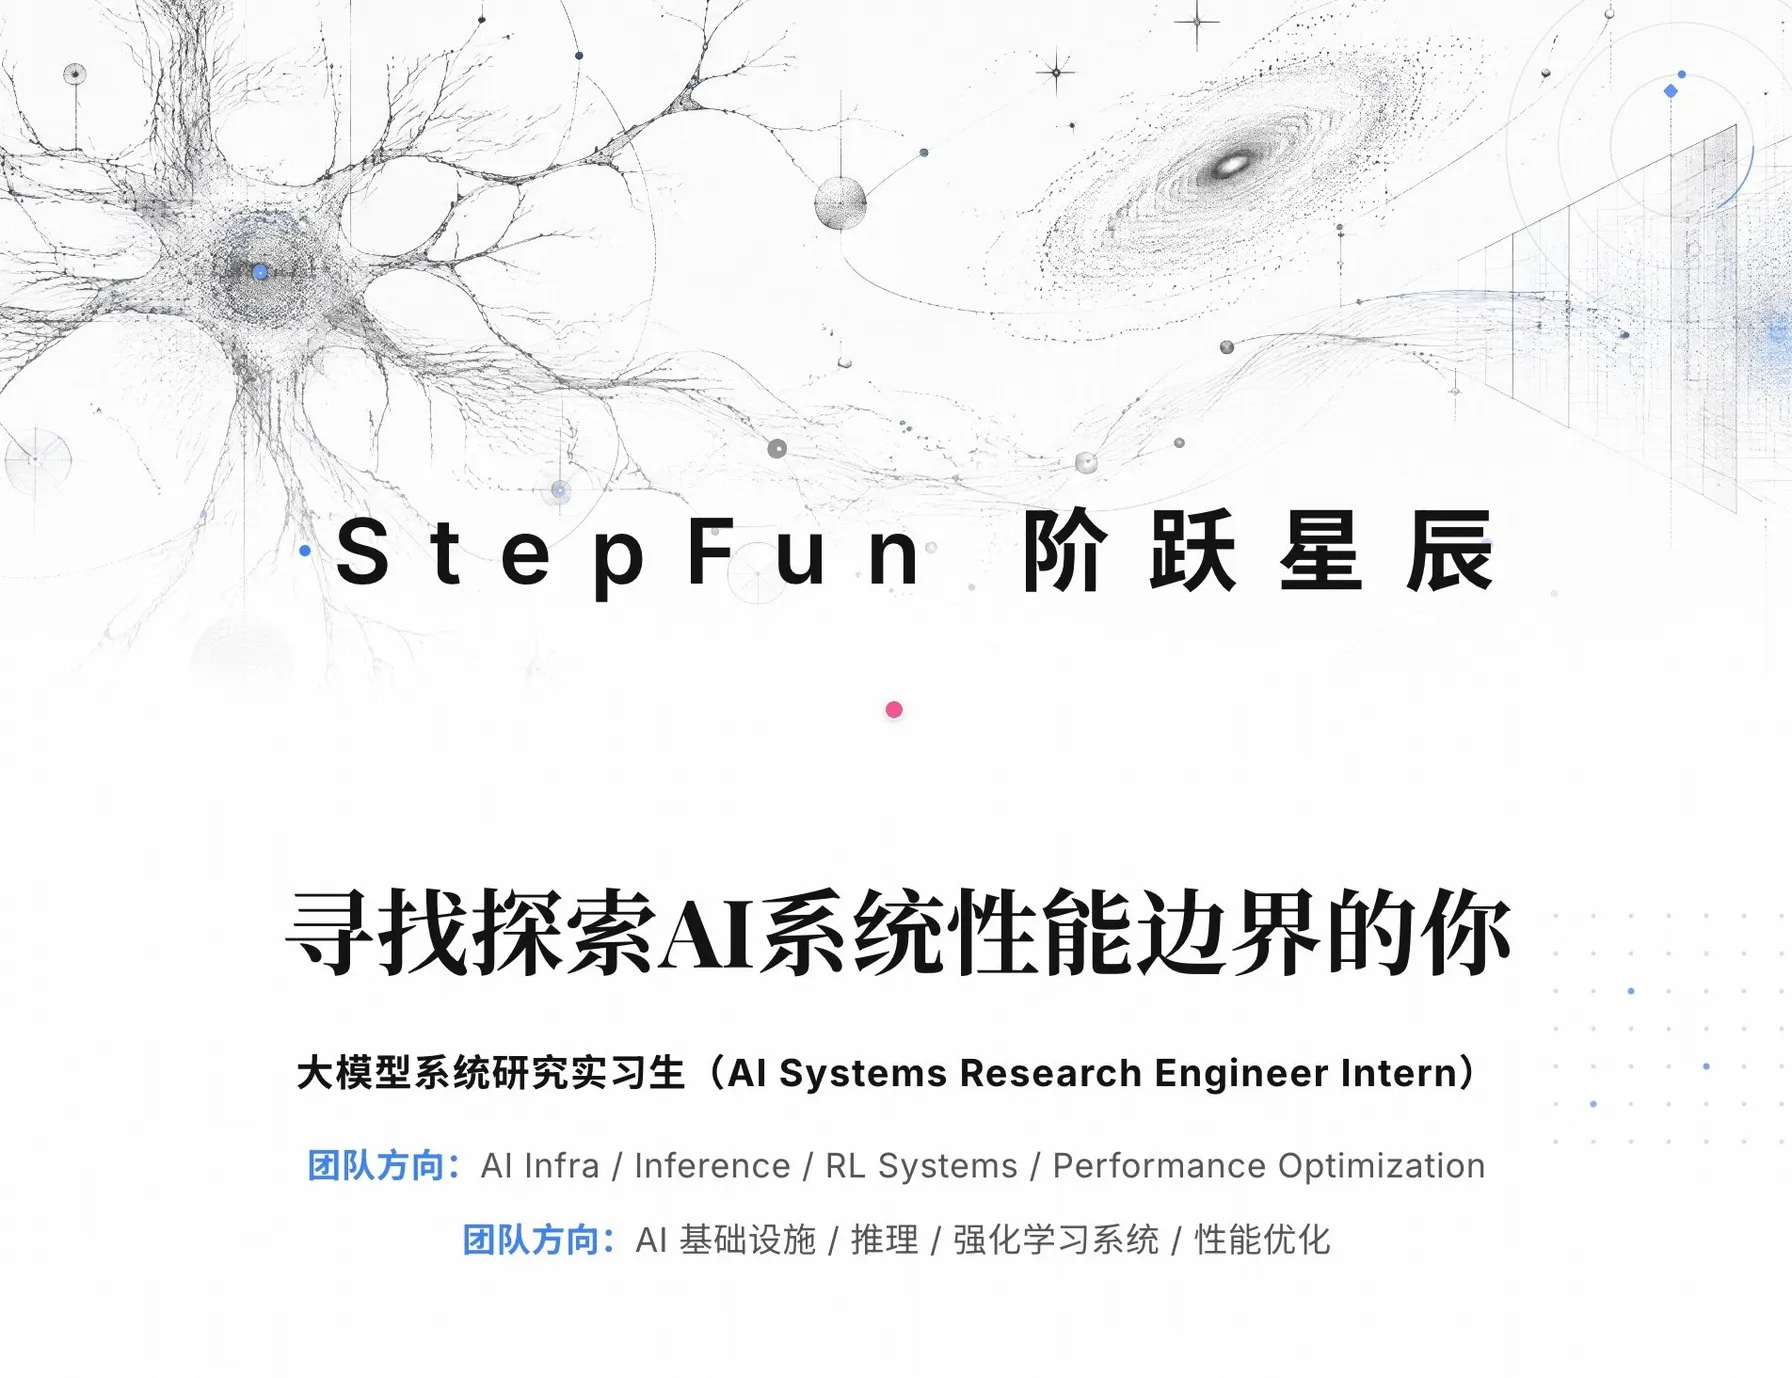 StepFun 阶跃星辰
寻找探索AI系统性能边界的你
大模型系统研究实习生（AI Systems Research Engineer Intern）
团队方向：AI Infra / Inference / RL Systems / Performance Optimization
团队方向：AI 基础设施 / 推理 / 强化学习系统 / 性能优化